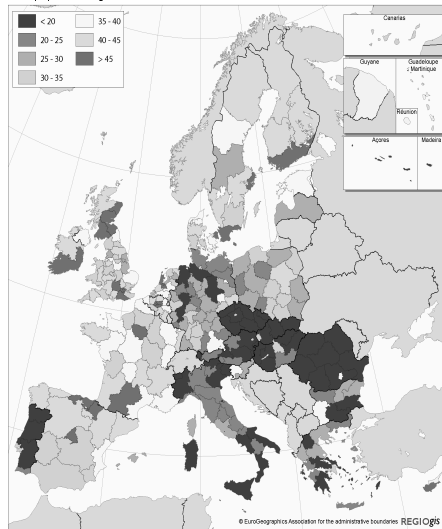 < 20
20 - 25
25 - 30
30 - 35
35 - 40
40 - 45
> 45
Canarias
Guyane
Guadeloupe
Martinique
Réunion
Açores
Madeira
© EuroGeographics Association for the administrative boundaries REGIOgis